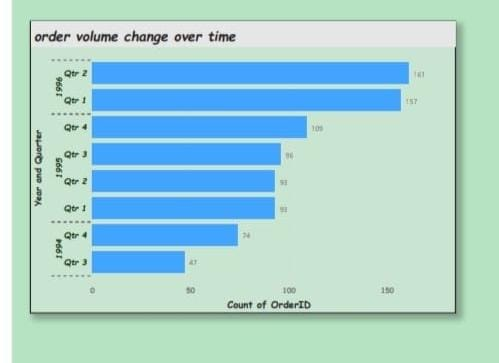 order volume change over time
Year and Quarter
1996
Qtr 2 161
Qtr 1 157
1995
Qtr 4 109
Qtr 3 96
Qtr 2 93
Qtr 1 93
1994
Qtr 4 74
Qtr 3 47
0 50 100 150
Count of OrderID